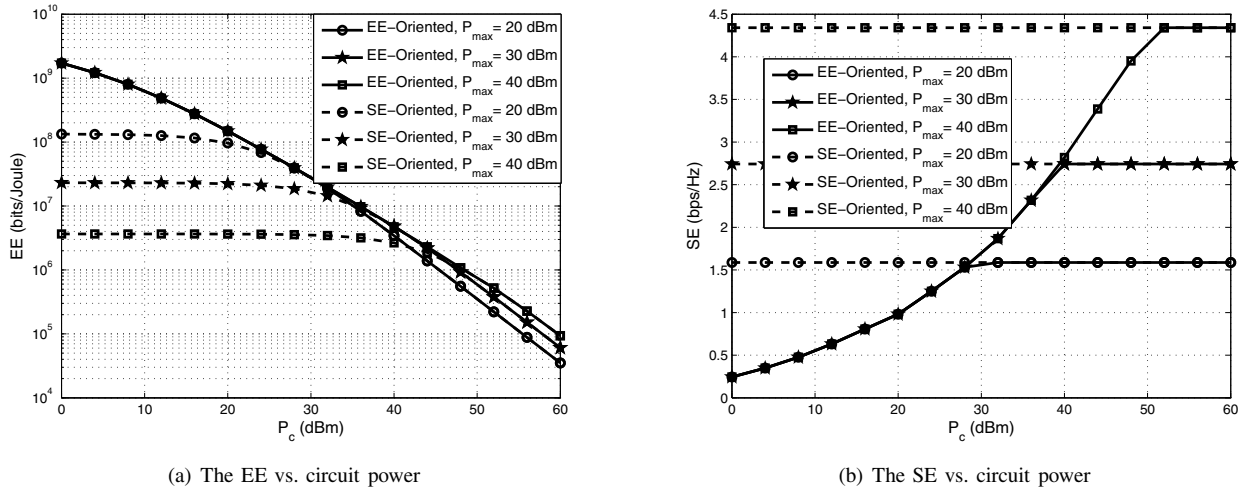 10^10
10^9
10^8
10^7
10^6
10^5
10^4
EE (bits/Joule)
0 10 20 30 40 50 60
P_c (dBm)
EE−Oriented, P_max= 20 dBm
EE−Oriented, P_max= 30 dBm
EE−Oriented, P_max= 40 dBm
SE−Oriented, P_max= 20 dBm
SE−Oriented, P_max= 30 dBm
SE−Oriented, P_max= 40 dBm
(a) The EE vs. circuit power
4.5
4
3.5
3
2.5
2
1.5
1
0.5
0
SE (bps/Hz)
0 10 20 30 40 50 60
P_c (dBm)
EE−Oriented, P_max= 20 dBm
EE−Oriented, P_max= 30 dBm
EE−Oriented, P_max= 40 dBm
SE−Oriented, P_max= 20 dBm
SE−Oriented, P_max= 30 dBm
SE−Oriented, P_max= 40 dBm
(b) The SE vs. circuit power